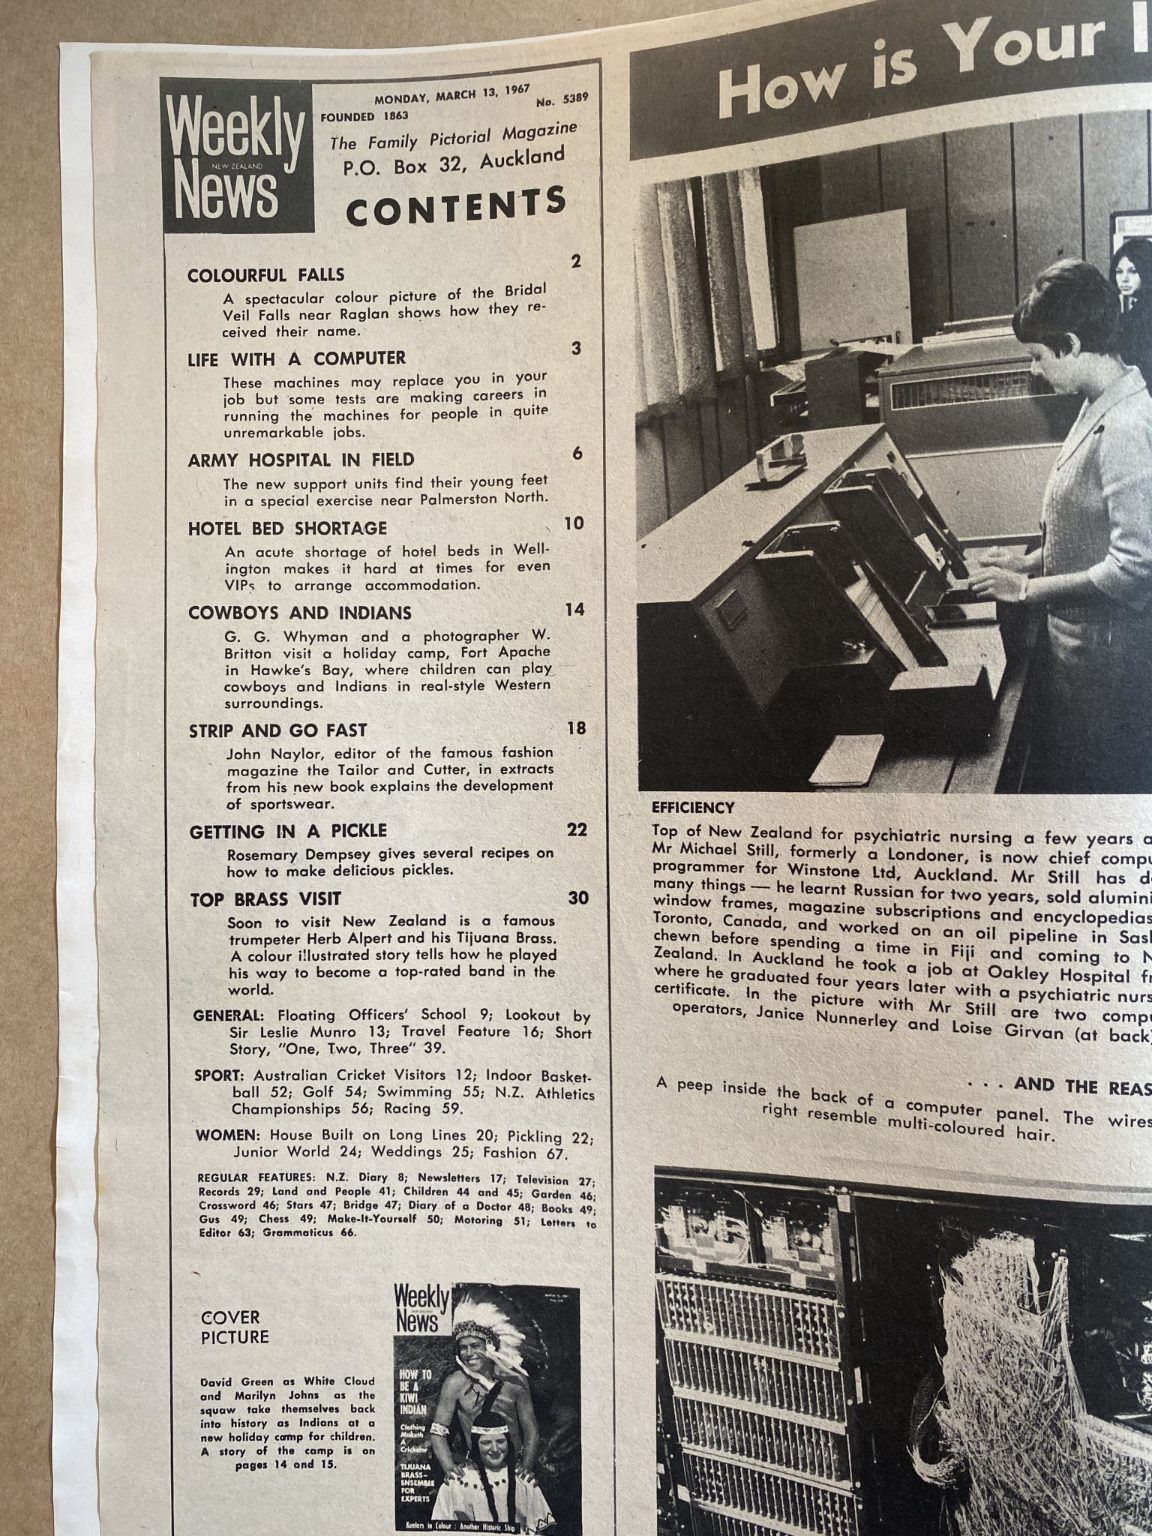 Weekly
NEW ZEALAND
News
MONDAY, MARCH 13, 1967
FOUNDED 1863
No. 5389
The Family Pictorial Magazine
P.O. Box 32, Auckland
CONTENTS
COLOURFUL FALLS 2
A spectacular colour picture of the Bridal
Veil Falls near Raglan shows how they re-
ceived their name.
LIFE WITH A COMPUTER 3
These machines may replace you in your
job but some tests are making careers in
running the machines for people in quite
unremarkable jobs.
ARMY HOSPITAL IN FIELD 6
The new support units find their young feet
in a special exercise near Palmerston North.
HOTEL BED SHORTAGE 10
An acute shortage of hotel beds in Well-
ington makes it hard at times for even
VIPs to arrange accommodation.
COWBOYS AND INDIANS 14
G. G. Whyman and a photographer W.
Britton visit a holiday camp, Fort Apache
in Hawke's Bay, where children can play
cowboys and Indians in real-style Western
surroundings.
STRIP AND GO FAST 18
John Naylor, editor of the famous fashion
magazine the Tailor and Cutter, in extracts
from his new book explains the development
of sportswear.
GETTING IN A PICKLE 22
Rosemary Dempsey gives several recipes on
how to make delicious pickles.
TOP BRASS VISIT 30
Soon to visit New Zealand is a famous
trumpeter Herb Alpert and his Tijuana Brass.
A colour illustrated story tells how he played
his way to become a top-rated band in the
world.
GENERAL: Floating Officers' School 9; Lookout by
Sir Leslie Munro 13; Travel Feature 16; Short
Story, "One, Two, Three" 39.
SPORT: Australian Cricket Visitors 12; Indoor Basket-
ball 52; Golf 54; Swimming 55; N.Z. Athletics
Championships 56; Racing 59.
WOMEN: House Built on Long Lines 20; Pickling 22;
Junior World 24; Weddings 25; Fashion 67.
REGULAR FEATURES: N.Z. Diary 8; Newsletters 17; Television 27;
Records 29; Land and People 41; Children 44 and 45; Garden 46;
Crossword 46; Stars 47; Bridge 47; Diary of a Doctor 48; Books 49;
Gus 49; Chess 49; Make-It-Yourself 50; Motoring 51; Letters to
Editor 63; Grammaticus 66.
COVER
PICTURE
David Green as White Cloud
and Marilyn Johns as the
squaw take themselves back
into history as Indians at a
new holiday camp for children.
A story of the camp is on
pages 14 and 15.
Weekly
News
HOW TO
BE A
KIWI
INDIAN
Clothing
Maketh
A
Cricketer
TIJUANA
BRASS—
ENSEMBLE
FOR
EXPERTS
Keelers in Colour : Another Historic Ship
How is Your
EFFICIENCY
Top of New Zealand for psychiatric nursing a few years a
Mr Michael Still, formerly a Londoner, is now chief compu
programmer for Winstone Ltd, Auckland. Mr Still has d
many things — he learnt Russian for two years, sold alumini
window frames, magazine subscriptions and encyclopedias
Toronto, Canada, and worked on an oil pipeline in Sask
chewn before spending a time in Fiji and coming to N
Zealand. In Auckland he took a job at Oakley Hospital fr
where he graduated four years later with a psychiatric nurs
certificate. In the picture with Mr Still are two compu
operators, Janice Nunnerley and Loise Girvan (at back)
. . . AND THE REAS
A peep inside the back of a computer panel. The wires
right resemble multi-coloured hair.